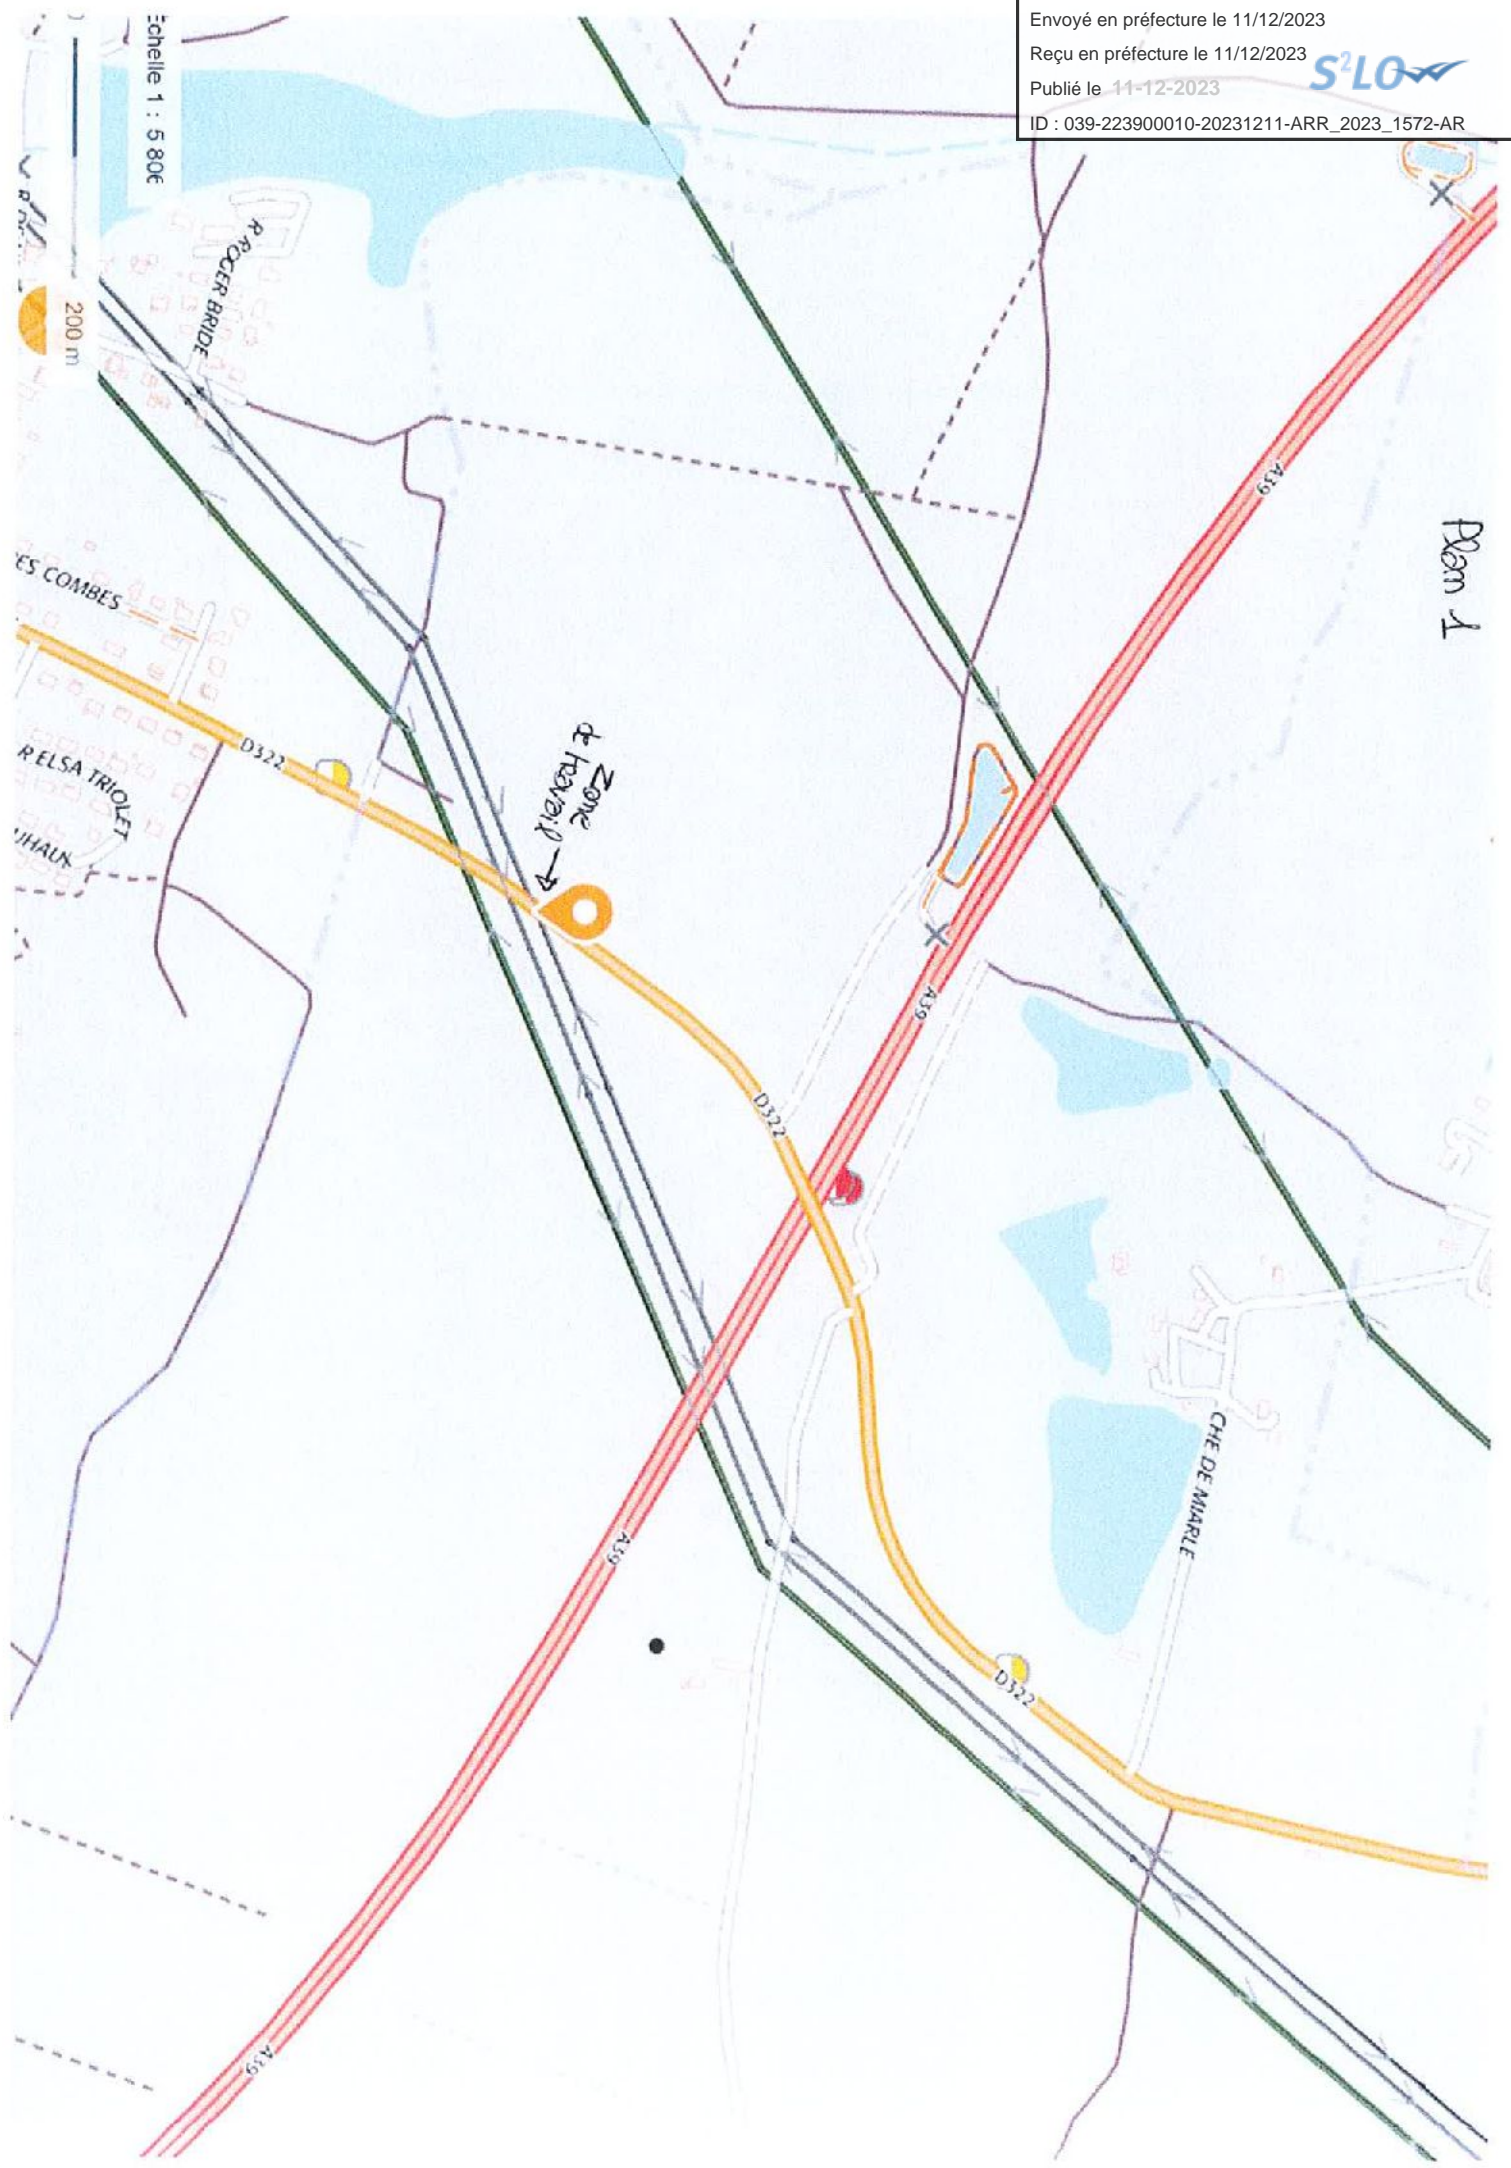 Envoyé en préfecture le 11/12/2023
Reçu en préfecture le 11/12/2023
S²LO
Publié le 11-12-2023
ID : 039-223900010-20231211-ARR_2023_1572-AR
Plan 1
Echelle 1 : 5 806
200 m
R ROGER BRIDE
ES COMBES
R ELSA TRIOLET
UHAUX
D322
Zone
de travail
A39
A39
D322
CHE DE MIARLE
A39
D322
A39